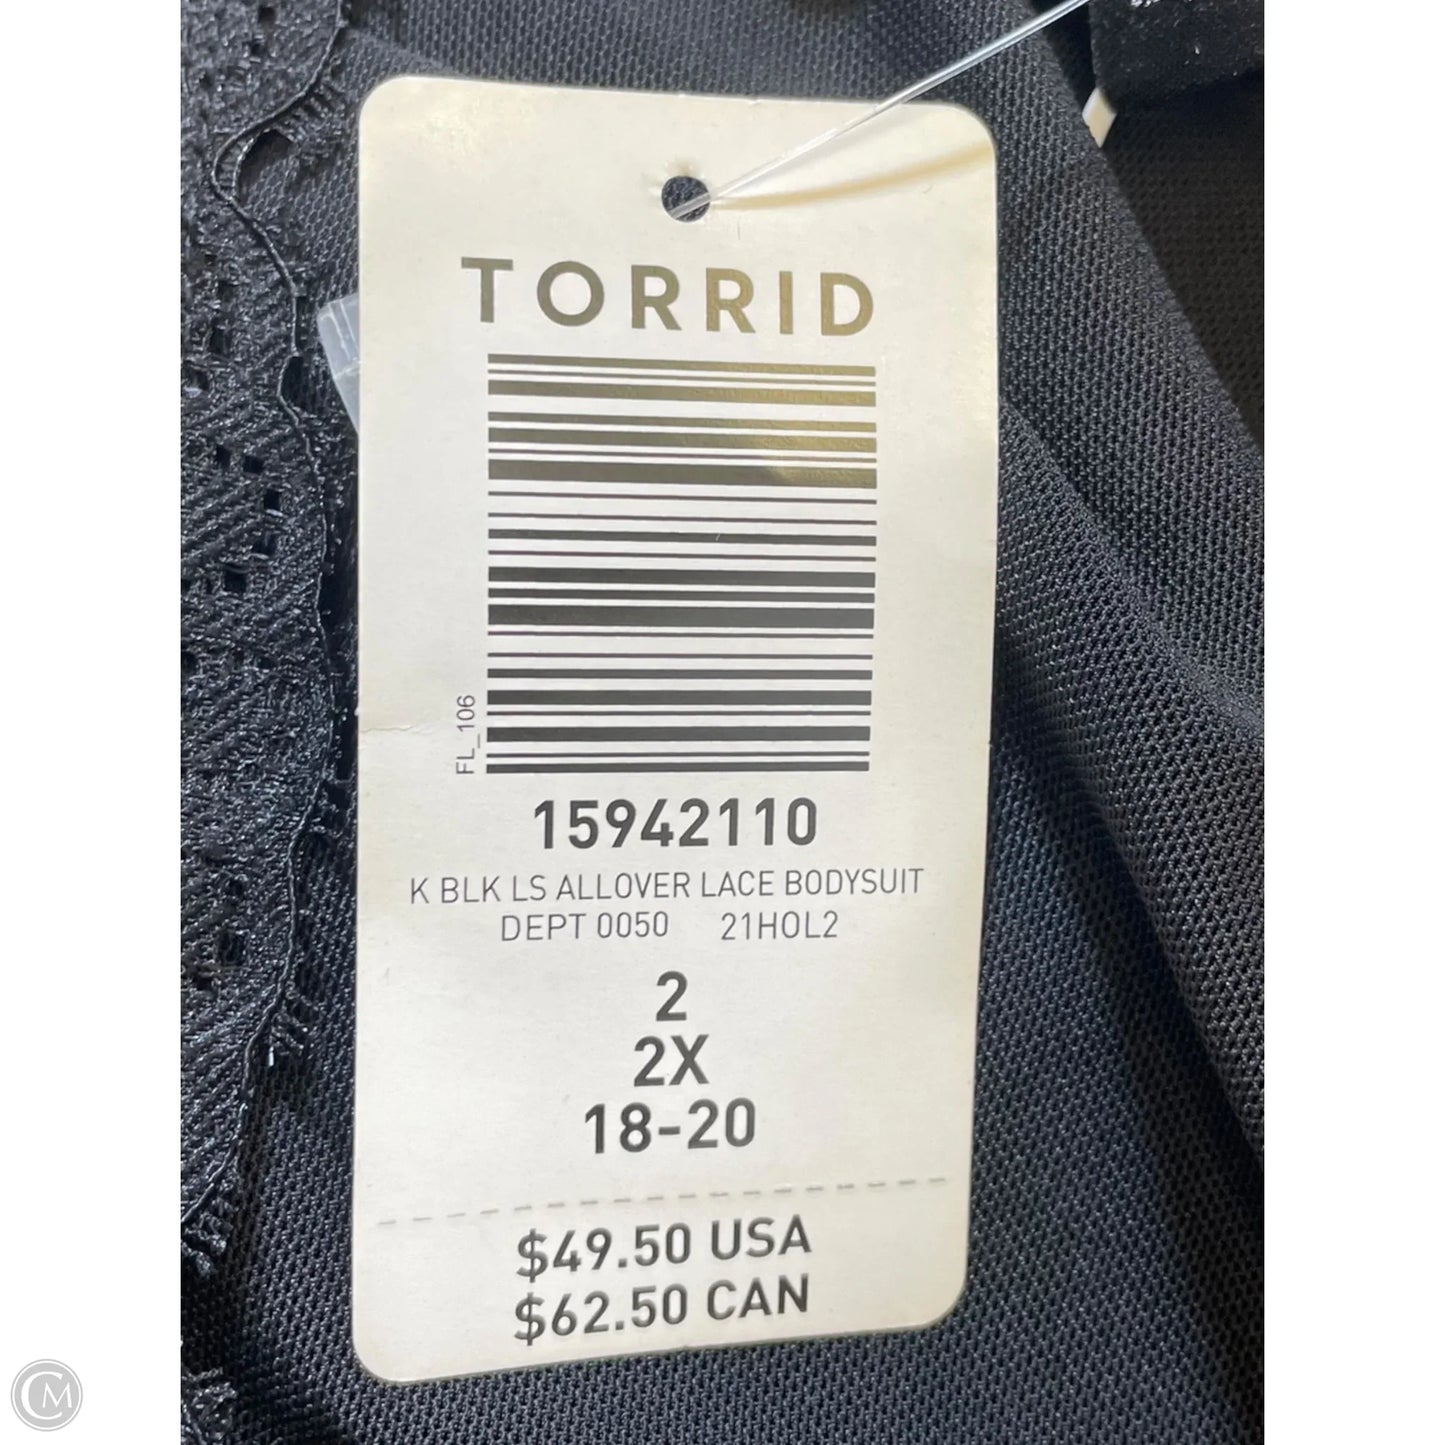 TORRID
FL_106
15942110
K BLK LS ALLOVER LACE BODYSUIT
DEPT 0050 21HOL2
2
2X
18-20
$49.50 USA
$62.50 CAN
CM